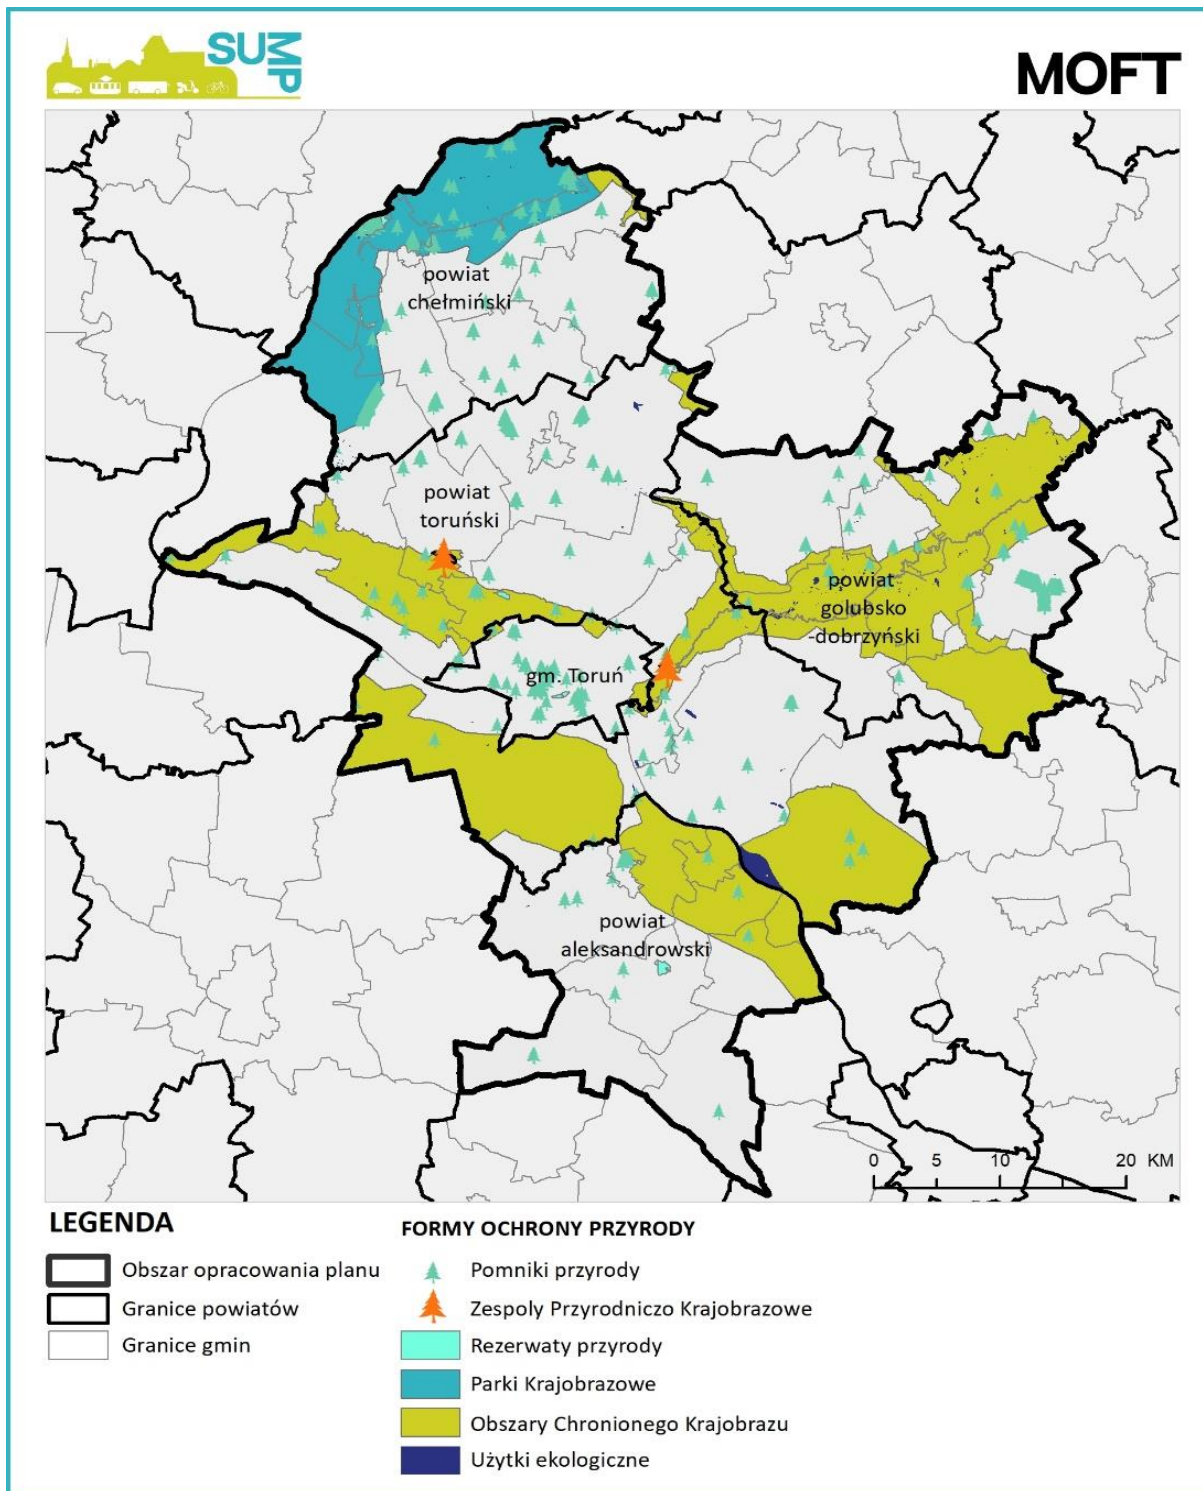 SUMP
MOFT
powiat
chełmiński
powiat
toruński
powiat
golubsko
-dobrzyński
gm. Toruń
powiat
aleksandrowski
0 5 10 20 KM
LEGENDA
Obszar opracowania planu
Granice powiatów
Granice gmin
FORMY OCHRONY PRZYRODY
Pomniki przyrody
Zespoly Przyrodniczo Krajobrazowe
Rezerwaty przyrody
Parki Krajobrazowe
Obszary Chronionego Krajobrazu
Użytki ekologiczne